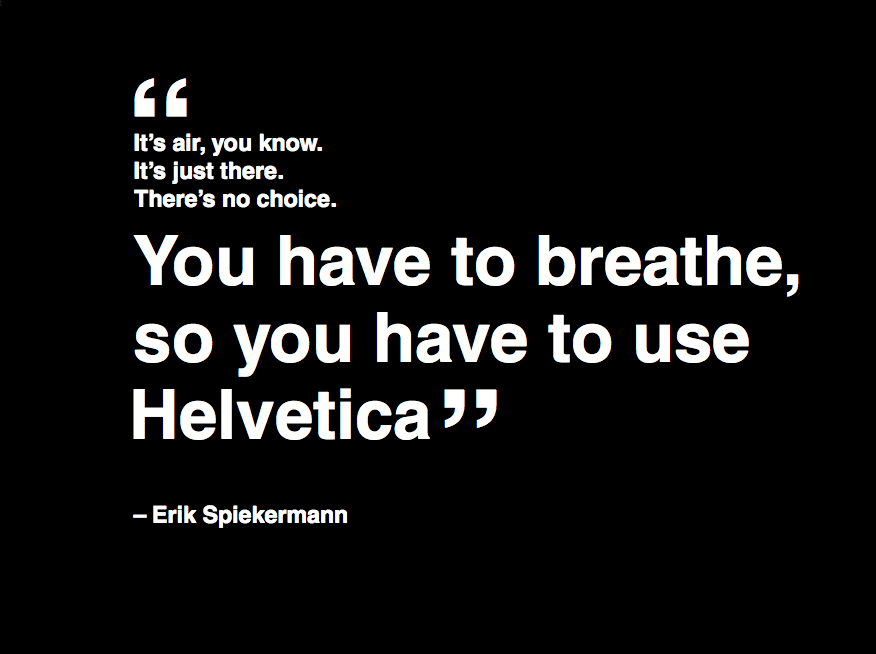 “
It’s air, you know.
It’s just there.
There’s no choice.
You have to breathe,
so you have to use
Helvetica”
– Erik Spiekermann